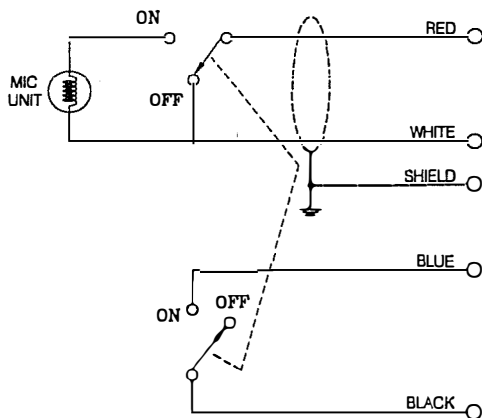 ON
RED
MIC
UNIT
OFF
WHITE
SHIELD
BLUE
ON
OFF
BLACK